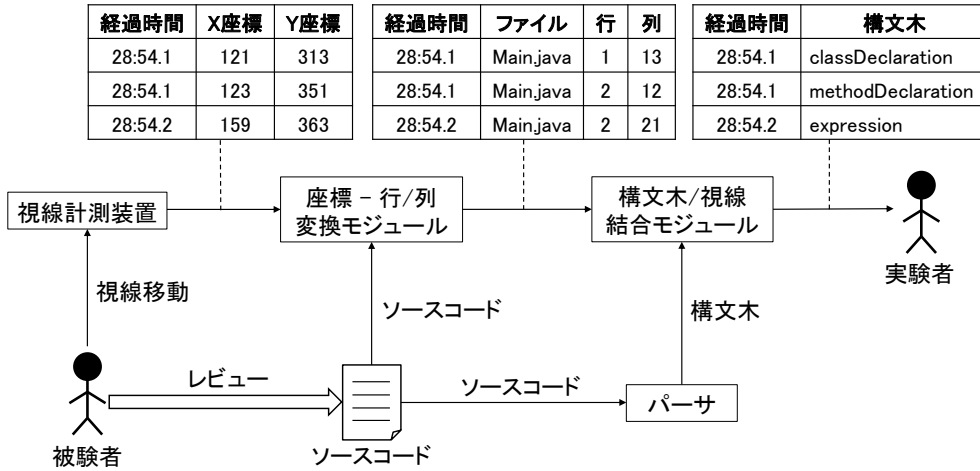 経過時間 X座標 Y座標
28:54.1 121 313
28:54.1 123 351
28:54.2 159 363
経過時間 ファイル 行 列
28:54.1 Main.java 1 13
28:54.1 Main.java 2 12
28:54.2 Main.java 2 21
経過時間 構文木
28:54.1 classDeclaration
28:54.1 methodDeclaration
28:54.2 expression
視線計測装置
座標 – 行/列
変換モジュール
構文木/視線
結合モジュール
実験者
視線移動
ソースコード
構文木
レビュー
ソースコード
パーサ
被験者
ソースコード